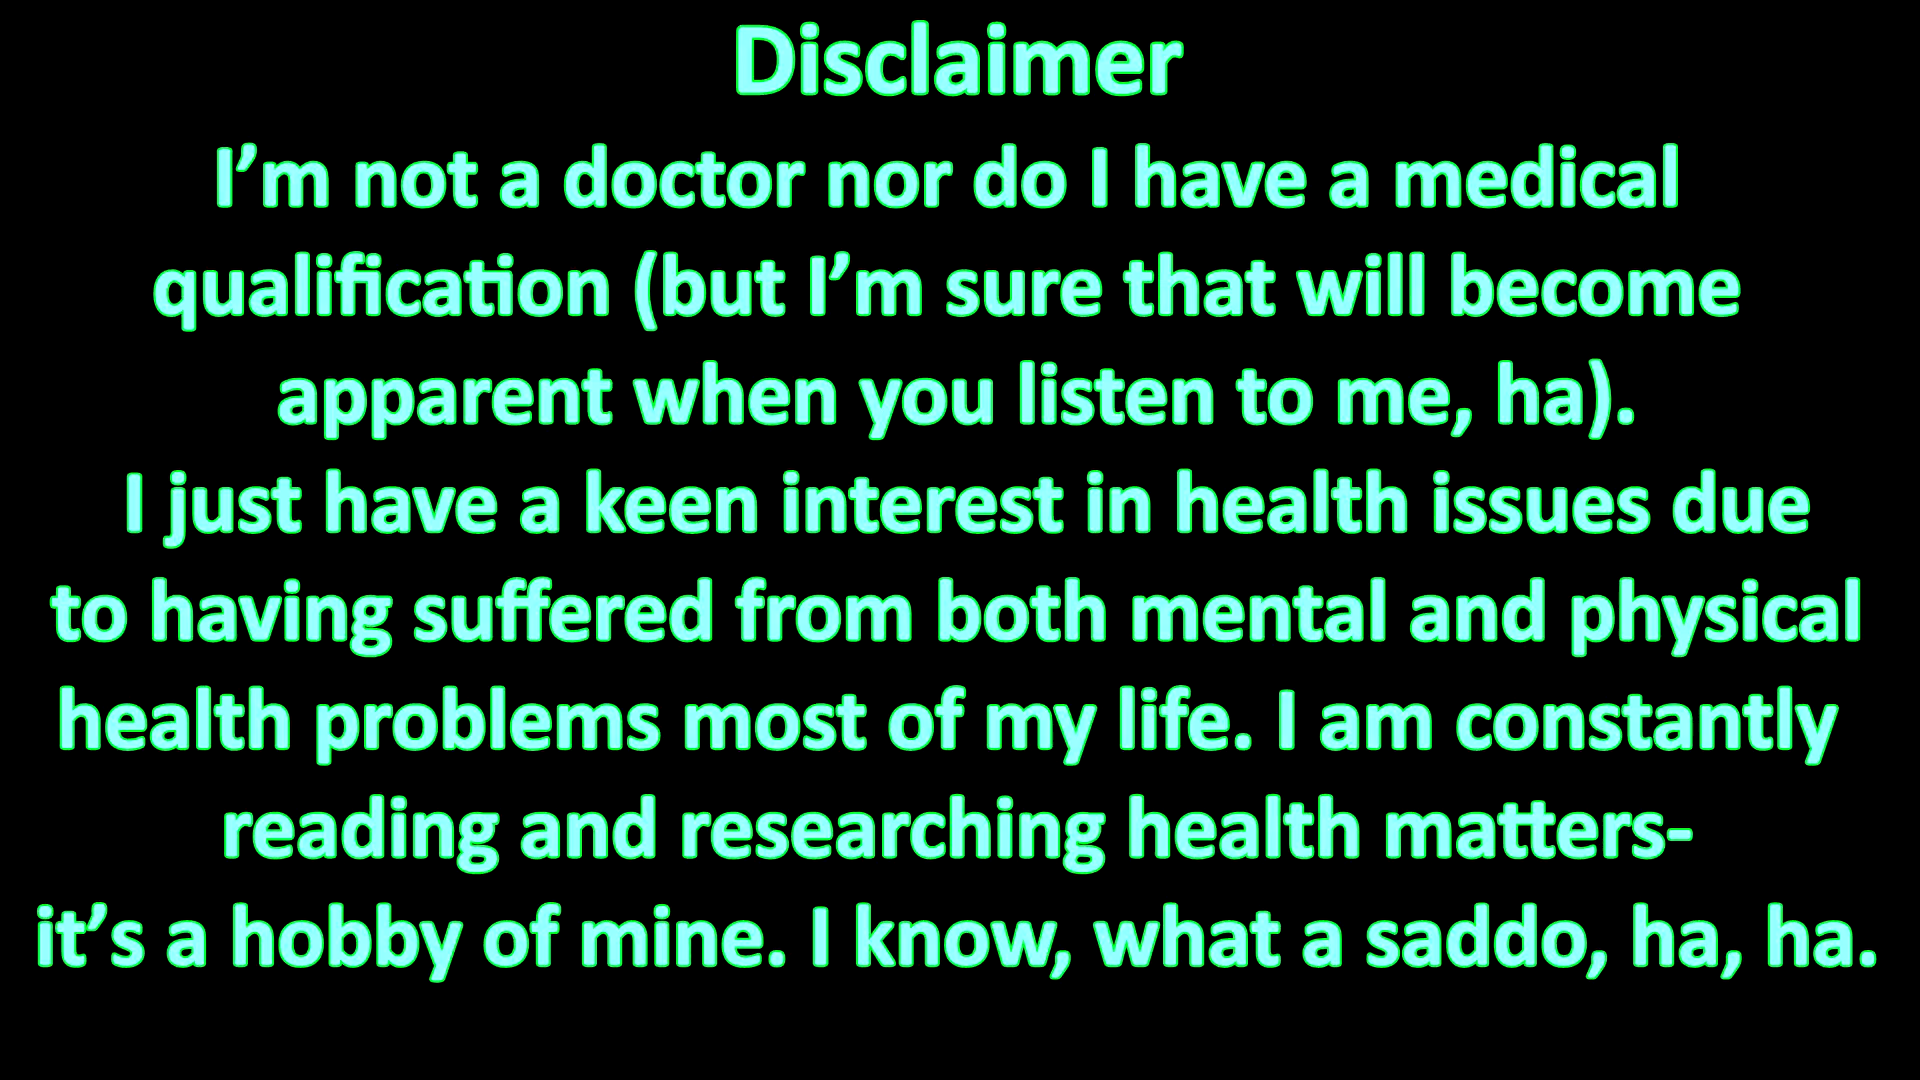 Disclaimer
I’m not a doctor nor do I have a medical
qualification (but I’m sure that will become
apparent when you listen to me, ha).
I just have a keen interest in health issues due
to having suffered from both mental and physical
health problems most of my life. I am constantly
reading and researching health matters-
it’s a hobby of mine. I know, what a saddo, ha, ha.